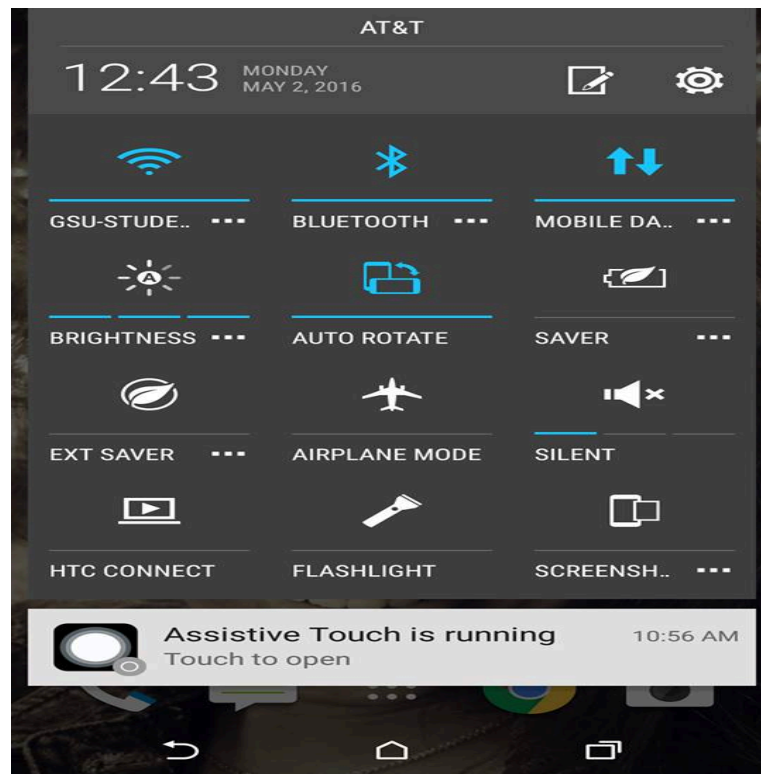 AT&T
12:43 MONDAY
MAY 2, 2016
GSU-STUDE.. BLUETOOTH MOBILE DA..
A
BRIGHTNESS AUTO ROTATE SAVER
EXT SAVER AIRPLANE MODE SILENT
HTC CONNECT FLASHLIGHT SCREENSH..
Assistive Touch is running 10:56 AM
Touch to open